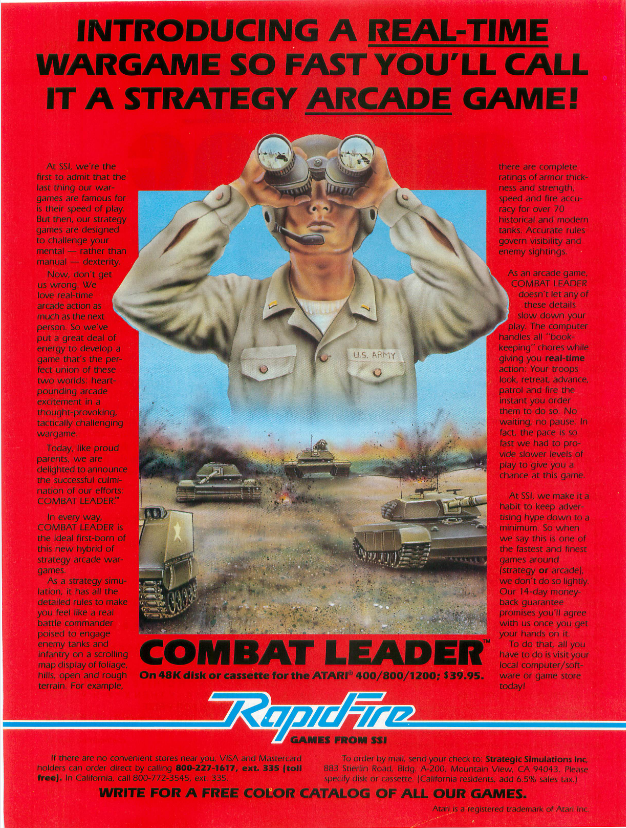 INTRODUCING A REAL-TIME
WARGAME SO FAST YOU'LL CALL
IT A STRATEGY ARCADE GAME!
At SSI, we're the
first to admit that the
last thing our war-
games are famous for
is their speed of play.
But then, our strategy
games are designed
to challenge your
mental — rather than
manual — dexterity.
Now, don't get
us wrong. We
love real-time
arcade action as
much as the next
person. So we've
put a great deal of
energy to develop a
game that's the per-
fect union of these
two worlds: heart-
pounding arcade
excitement in a
thought-provoking,
tactically challenging
wargame.
Today, like proud
parents, we are
delighted to announce
the successful culmi-
nation of our efforts:
COMBAT LEADER™
In every way,
COMBAT LEADER is
the ideal first-born of
this new hybrid of
strategy arcade war-
games.
As a strategy simu-
lation, it has all the
detailed rules to make
you feel like a real
battle commander
poised to engage
enemy tanks and
infantry on a scrolling
map display of foliage,
hills, open and rough
terrain. For example,
there are complete
ratings of armor thick-
ness and strength,
speed and fire accu-
racy for over 70
historical and modern
tanks. Accurate rules
govern visibility and
enemy sightings.
As an arcade game,
COMBAT LEADER
doesn't let any of
these details
slow down your
play. The computer
handles all "book-
keeping" chores while
giving you real-time
action. Your troops
look, retreat, advance,
patrol and fire the
instant you order
them to do so. No
waiting, no pause. In
fact, the pace is so
fast we had to pro-
vide slower levels of
play to give you a
chance at this game.
At SSI, we make it a
habit to keep adver-
tising hype down to a
minimum. So when
we say this is one of
the fastest and finest
games around
(strategy or arcade),
we don't do so lightly.
Our 14-day money-
back guarantee
promises you'll agree
with us once you get
your hands on it.
To do that, all you
have to do is visit your
local computer/soft-
ware or game store
today!
U.S. ARMY
COMBAT LEADER™
On 48K disk or cassette for the ATARI® 400/800/1200; $39.95.
RapidFire
GAMES FROM SSI
If there are no convenient stores near you, VISA and Mastercard
holders can order direct by calling 800-227-1617, ext. 335 (toll
free). In California, call 800-772-3545, ext. 335.
To order by mail, send your check to: Strategic Simulations Inc,
883 Stierlin Road, Bldg. A-200, Mountain View, CA 94043. Please
specify disk or cassette. (California residents, add 6.5% sales tax.)
WRITE FOR A FREE COLOR CATALOG OF ALL OUR GAMES.
Atari is a registered trademark of Atari Inc.